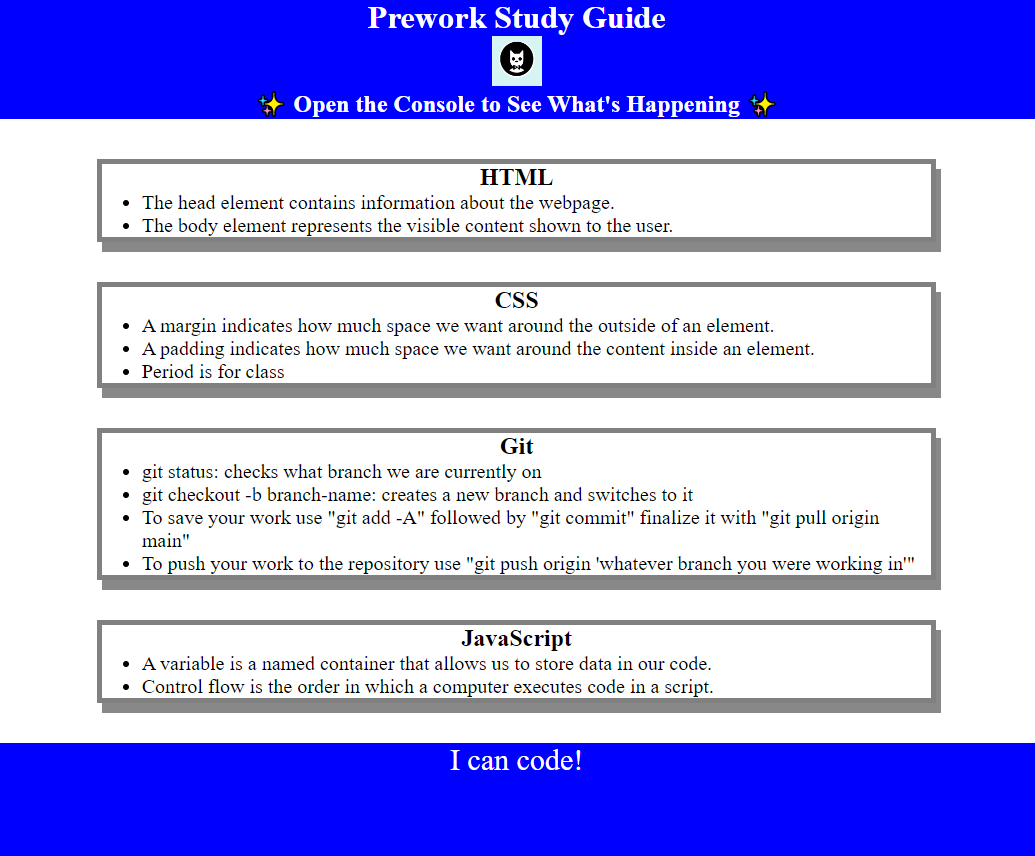 Prework Study Guide
✨ Open the Console to See What's Happening ✨
HTML
• The head element contains information about the webpage.
• The body element represents the visible content shown to the user.
CSS
• A margin indicates how much space we want around the outside of an element.
• A padding indicates how much space we want around the content inside an element.
• Period is for class
Git
• git status: checks what branch we are currently on
• git checkout -b branch-name: creates a new branch and switches to it
• To save your work use "git add -A" followed by "git commit" finalize it with "git pull origin
main"
• To push your work to the repository use "git push origin 'whatever branch you were working in'"
JavaScript
• A variable is a named container that allows us to store data in our code.
• Control flow is the order in which a computer executes code in a script.
I can code!